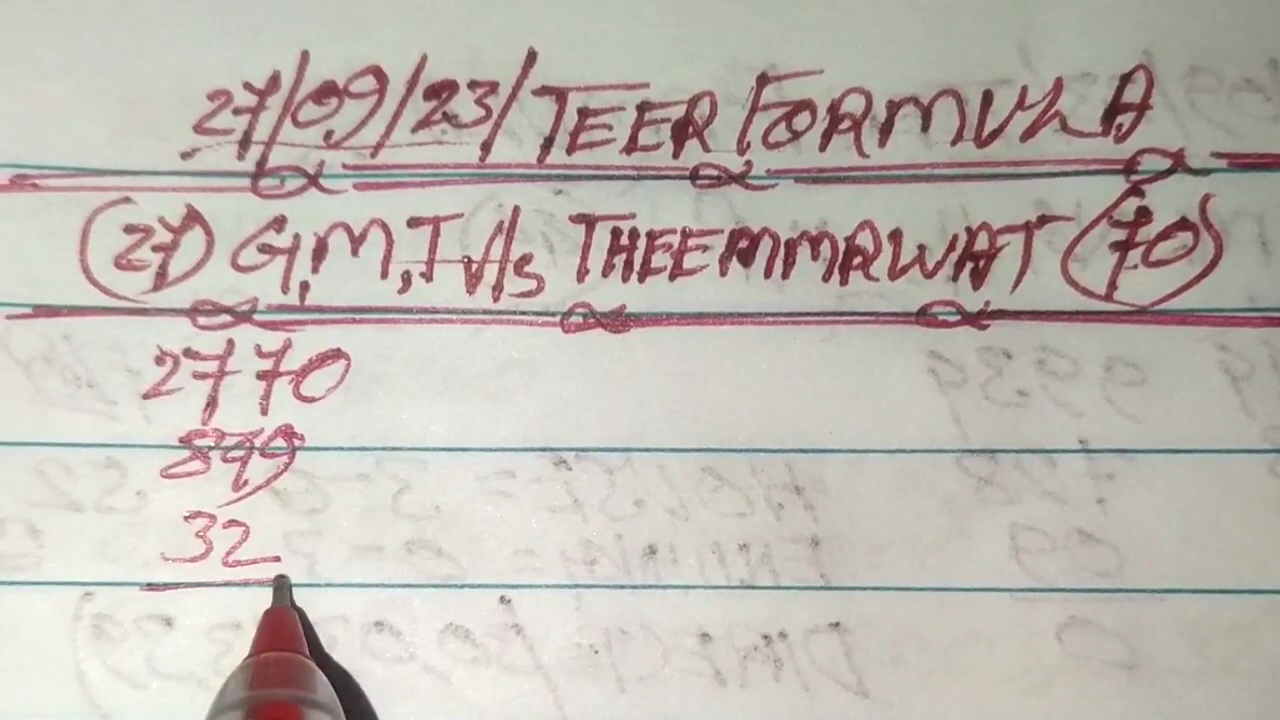 27/09/23/TEER FORMULA
(27) G,M,T V/s THEEMMRWAT (70)
2770
849
32